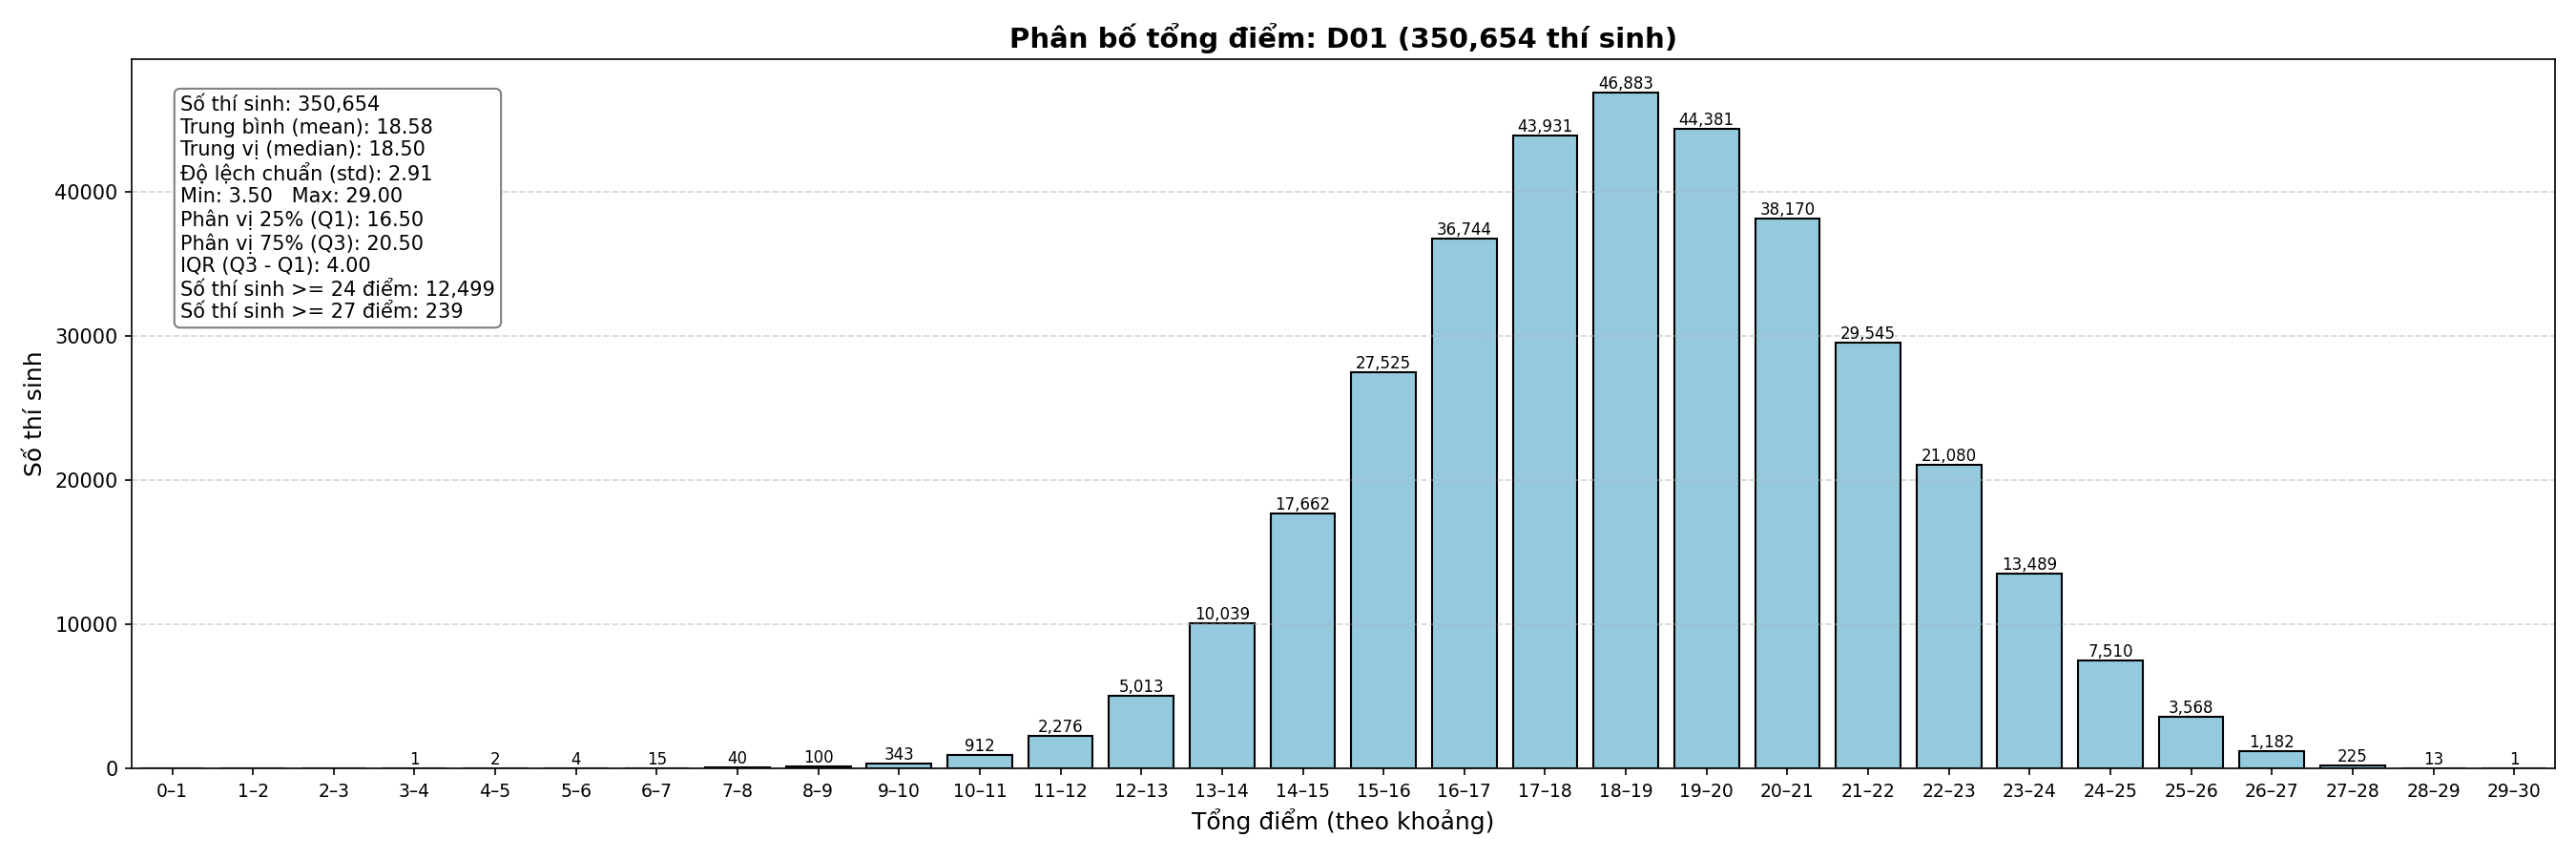 Phân bố tổng điểm: D01 (350,654 thí sinh)
Số thí sinh: 350,654
Trung bình (mean): 18.58
Trung vị (median): 18.50
Độ lệch chuẩn (std): 2.91
Min: 3.50   Max: 29.00
Phân vị 25% (Q1): 16.50
Phân vị 75% (Q3): 20.50
IQR (Q3 - Q1): 4.00
Số thí sinh >= 24 điểm: 12,499
Số thí sinh >= 27 điểm: 239
Số thí sinh
40000
30000
20000
10000
0
1 2 4 15 40 100 343 912 2,276 5,013 10,039 17,662 27,525 36,744 43,931 46,883 44,381 38,170 29,545 21,080 13,489 7,510 3,568 1,182 225 13 1
0–1 1–2 2–3 3–4 4–5 5–6 6–7 7–8 8–9 9–10 10–11 11–12 12–13 13–14 14–15 15–16 16–17 17–18 18–19 19–20 20–21 21–22 22–23 23–24 24–25 25–26 26–27 27–28 28–29 29–30
Tổng điểm (theo khoảng)